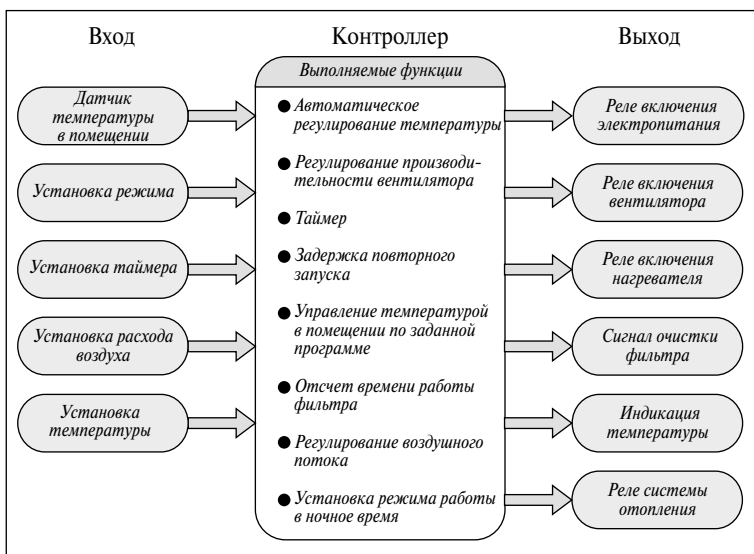 Вход
Контроллер
Выход
Датчик
температуры
в помещении
Установка режима
Установка таймера
Установка расхода
воздуха
Установка
температуры
Выполняемые функции
● Автоматическое
регулирование температуры
● Регулирование производи-
тельности вентилятора
● Таймер
● Задержка повторного
запуска
● Управление температурой
в помещении по заданной
программе
● Отсчет времени работы
фильтра
● Регулирование воздушного
потока
● Установка режима работы
в ночное время
Реле включения
электропитания
Реле включения
вентилятора
Реле включения
нагревателя
Сигнал очистки
фильтра
Индикация
температуры
Реле системы
отопления